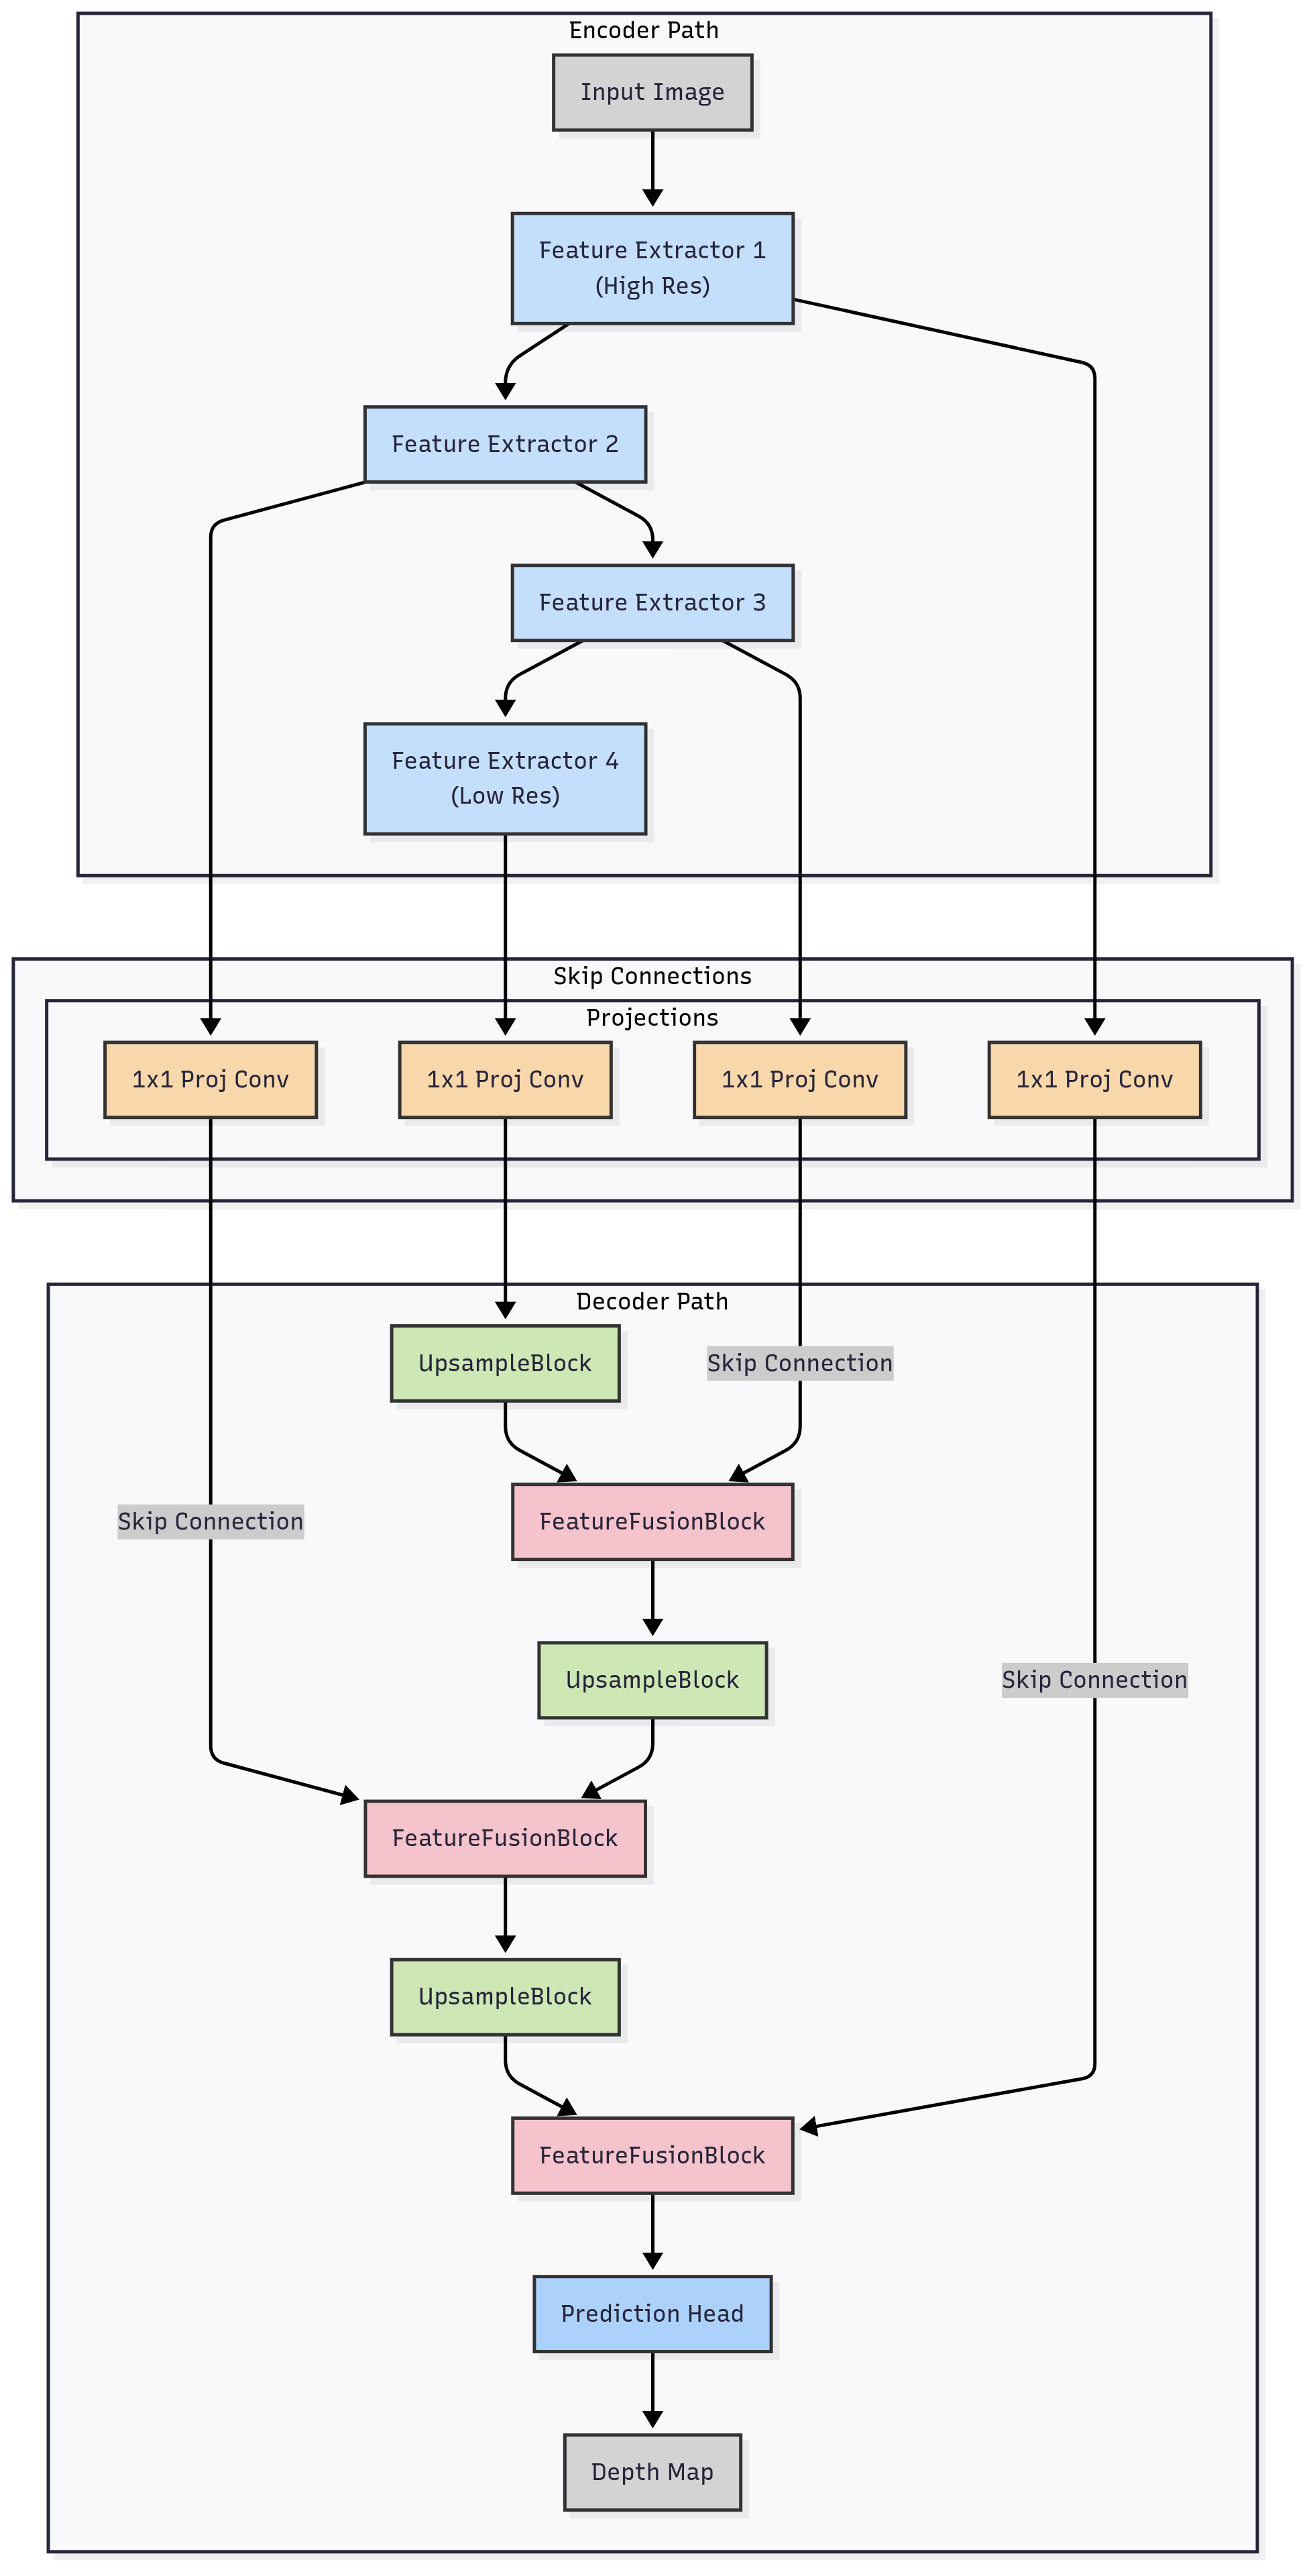 Encoder Path
Input Image
Feature Extractor 1
(High Res)
Feature Extractor 2
Feature Extractor 3
Feature Extractor 4
(Low Res)
Skip Connections
Projections
1x1 Proj Conv
1x1 Proj Conv
1x1 Proj Conv
1x1 Proj Conv
Decoder Path
UpsampleBlock
Skip Connection
Skip Connection
FeatureFusionBlock
UpsampleBlock
Skip Connection
FeatureFusionBlock
UpsampleBlock
FeatureFusionBlock
Prediction Head
Depth Map